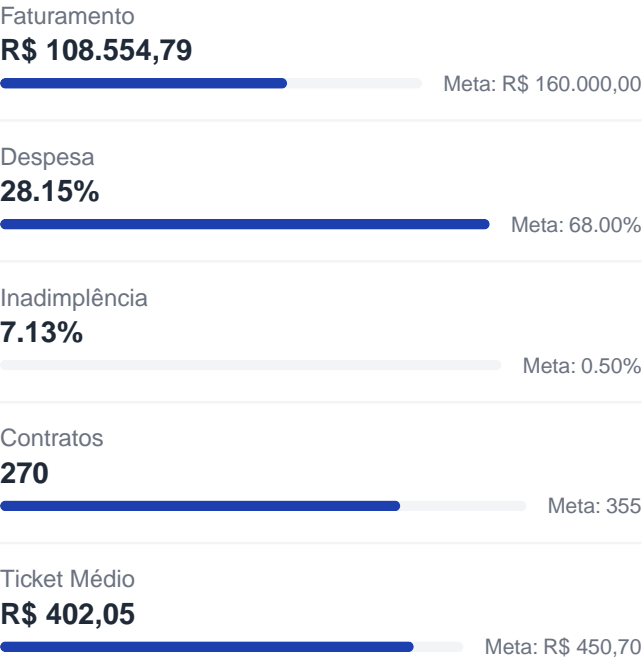 Faturamento
R$ 108.554,79
Meta: R$ 160.000,00
Despesa
28.15%
Meta: 68.00%
Inadimplência
7.13%
Meta: 0.50%
Contratos
270
Meta: 355
Ticket Médio
R$ 402,05
Meta: R$ 450,70